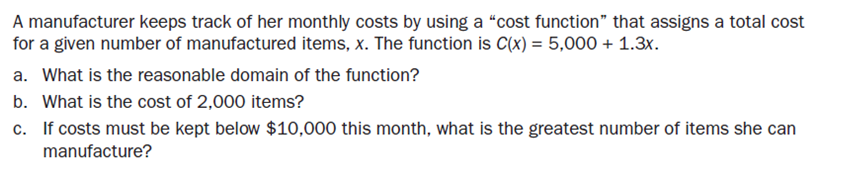 A manufacturer keeps track of her monthly costs by using a “cost function” that assigns a total cost
for a given number of manufactured items, x. The function is C(x) = 5,000 + 1.3x.
a. What is the reasonable domain of the function?
b. What is the cost of 2,000 items?
c. If costs must be kept below $10,000 this month, what is the greatest number of items she can
manufacture?